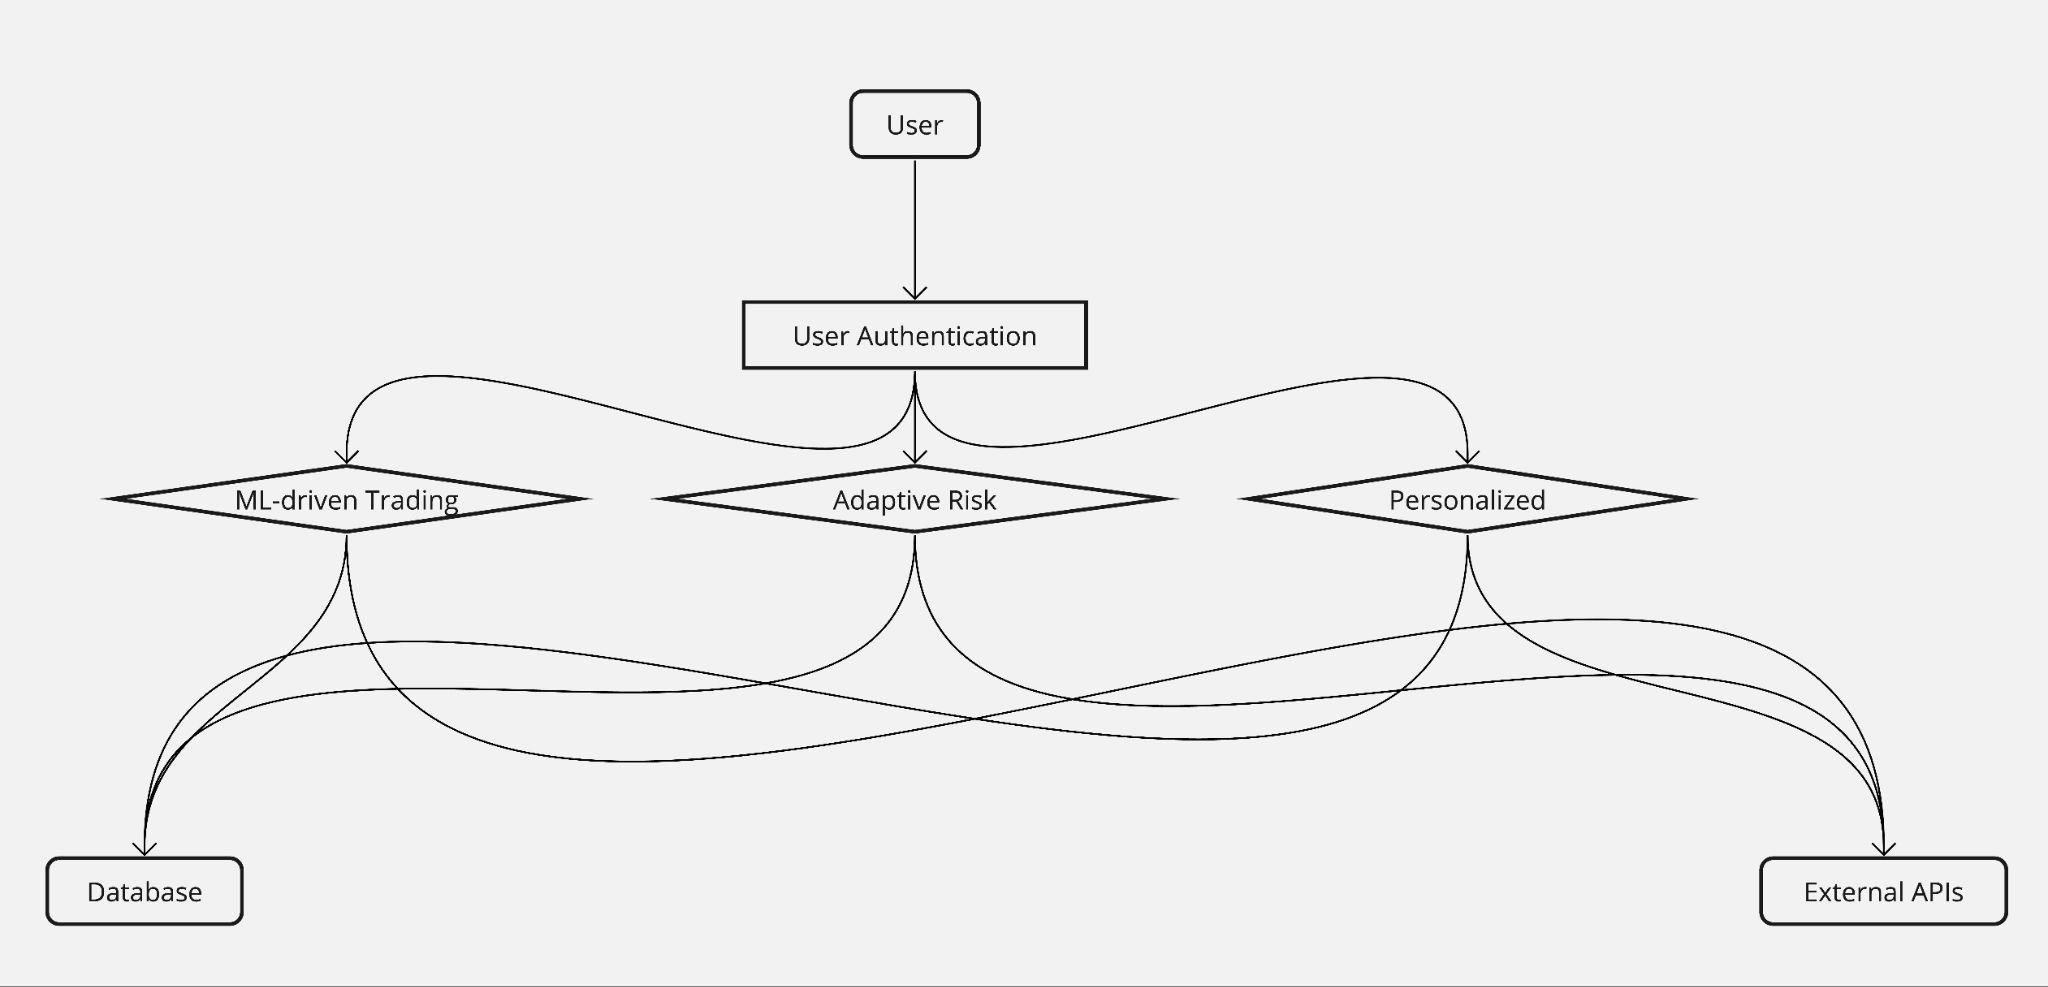 User
User Authentication
ML-driven Trading
Adaptive Risk
Personalized
Database
External APIs